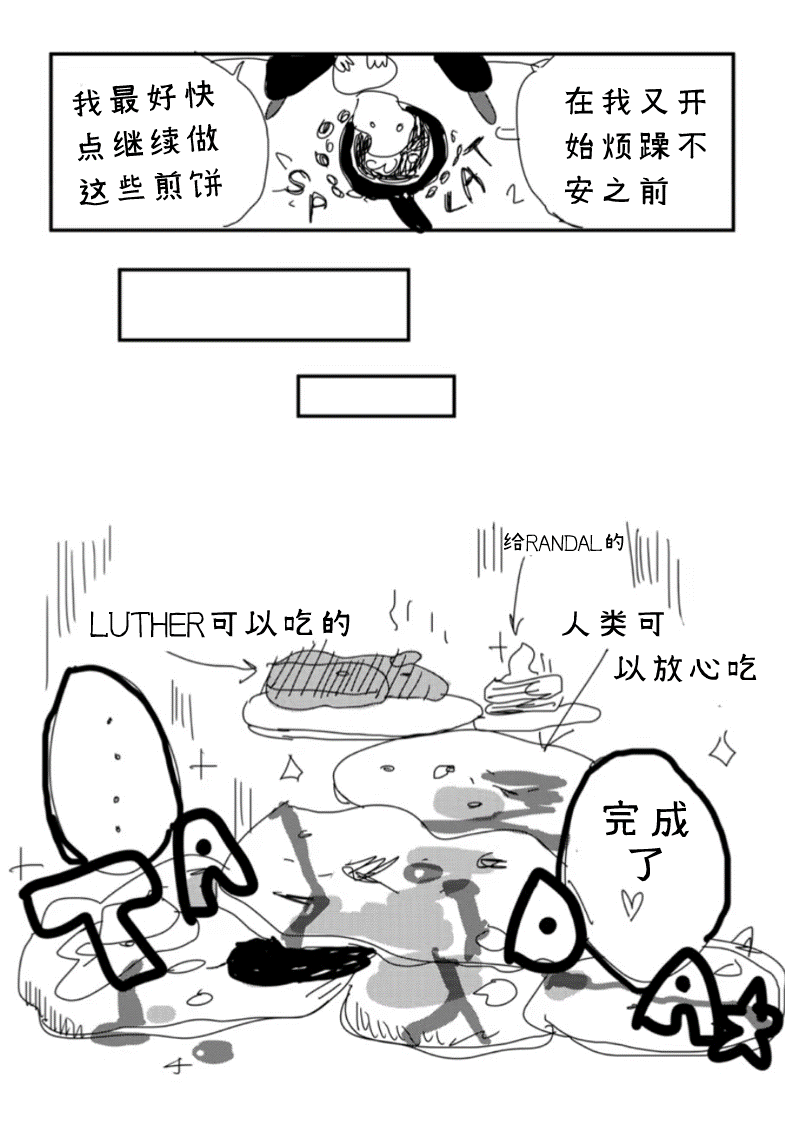 我最好快
点继续做
这些煎饼
在我又开
始烦躁不
安之前
SPLAT
给RANDAL的
LUTHER可以吃的
人类可
以放心吃
....
完成
了♡
TADA☆